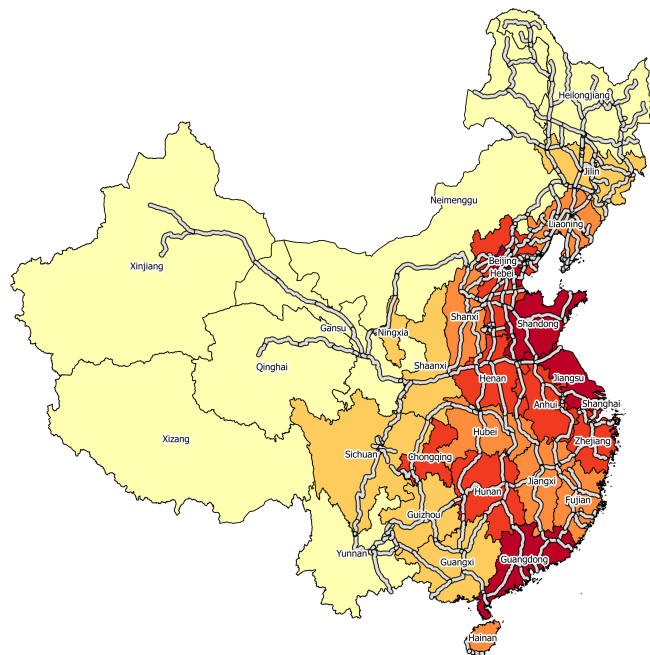 Heilongjiang
Jilin
Neimenggu
Liaoning
Beijing
Xinjiang
Hebei
Shanxi
Shandong
Gansu
Ningxia
Qinghai
Shaanxi
Henan
Jiangsu
Anhui
Shanghai
Xizang
Hubei
Zhejiang
Sichuan
Chongqing
Jiangxi
Hunan
Fujian
Guizhou
Yunnan
Guangxi
Guangdong
Hainan